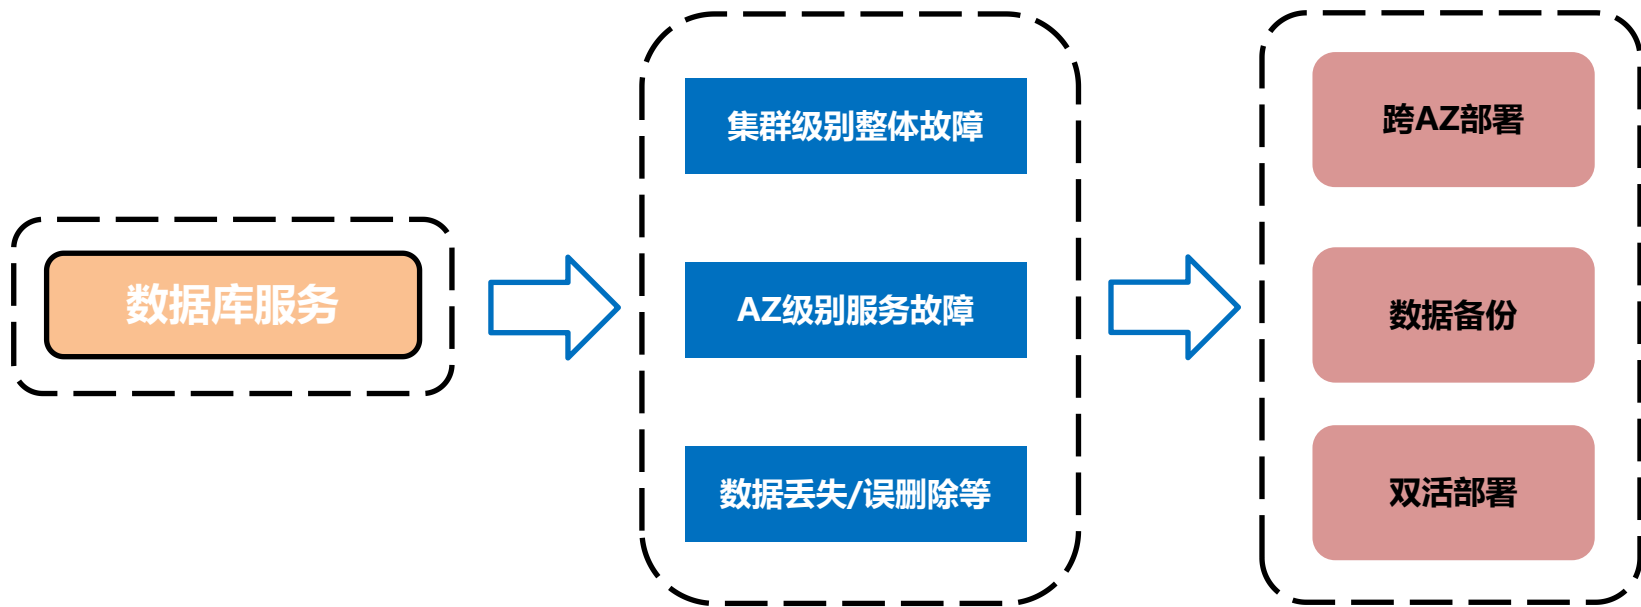 数据库服务
集群级别整体故障
AZ级别服务故障
数据丢失/误删除等
跨AZ部署
数据备份
双活部署